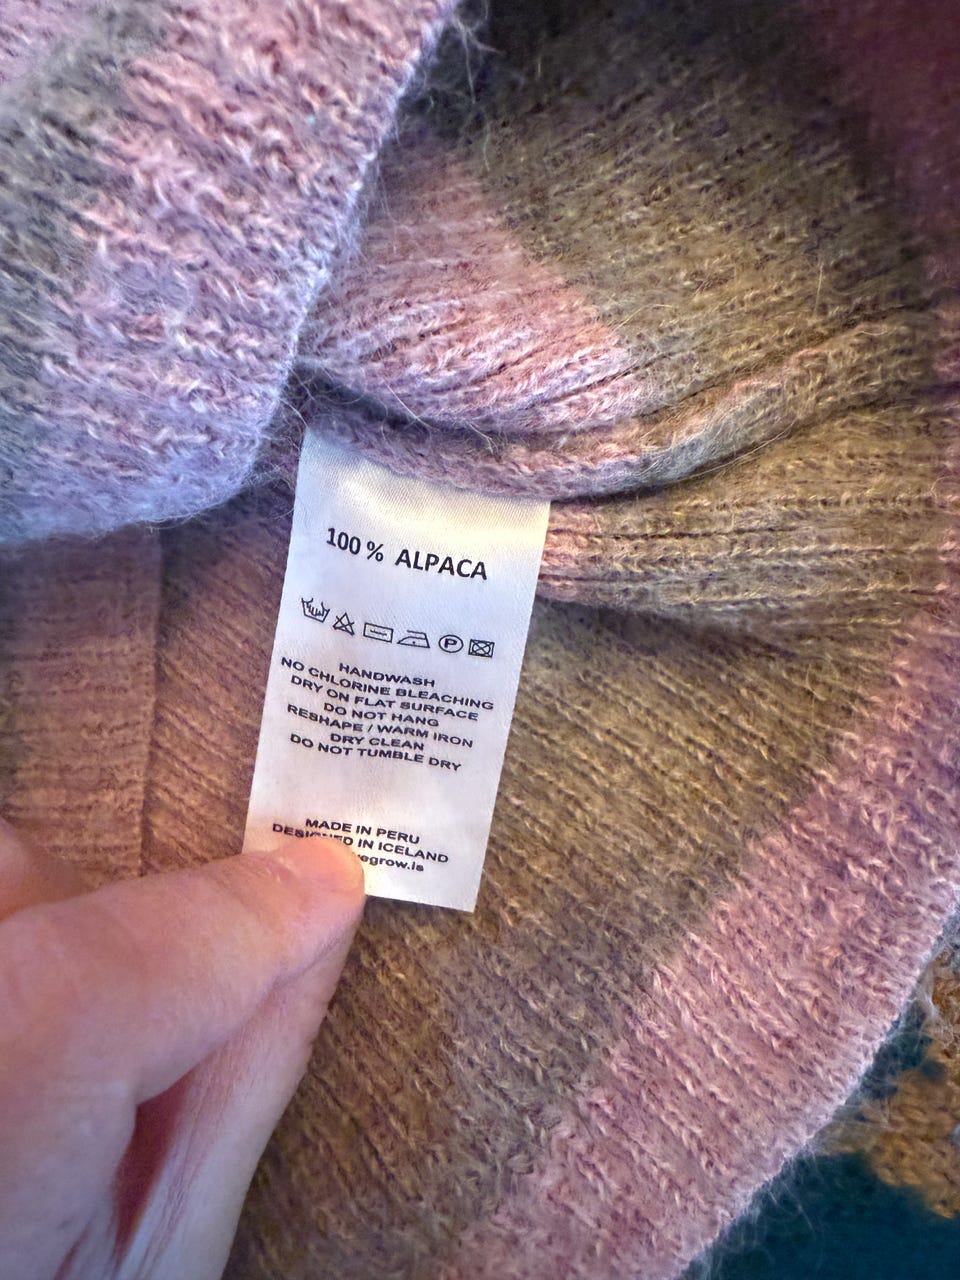 100 % ALPACA
P
HANDWASH
NO CHLORINE BLEACHING
DRY ON FLAT SURFACE
DO NOT HANG
RESHAPE / WARM IRON
DRY CLEAN
DO NOT TUMBLE DRY
MADE IN PERU
DESIGNED IN ICELAND